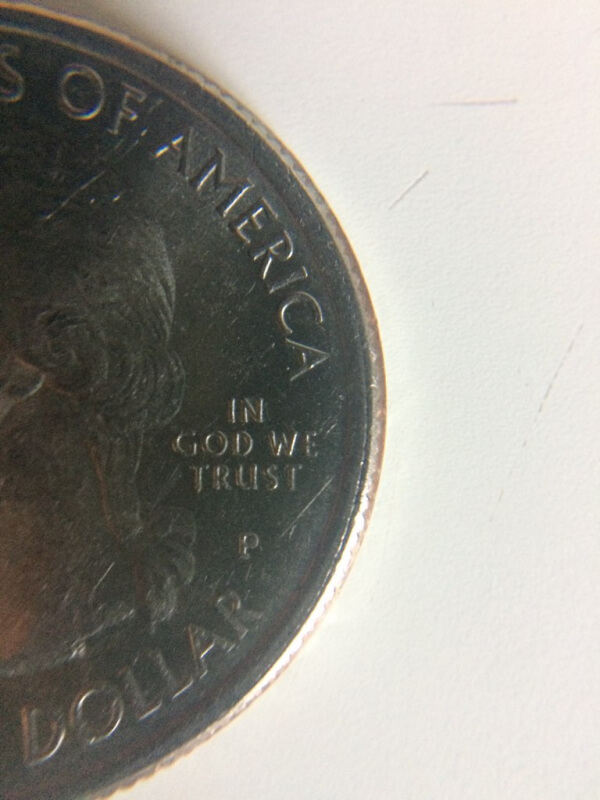 S OF AMERICA
IN
GOD WE
TRUST
P
DOLLAR